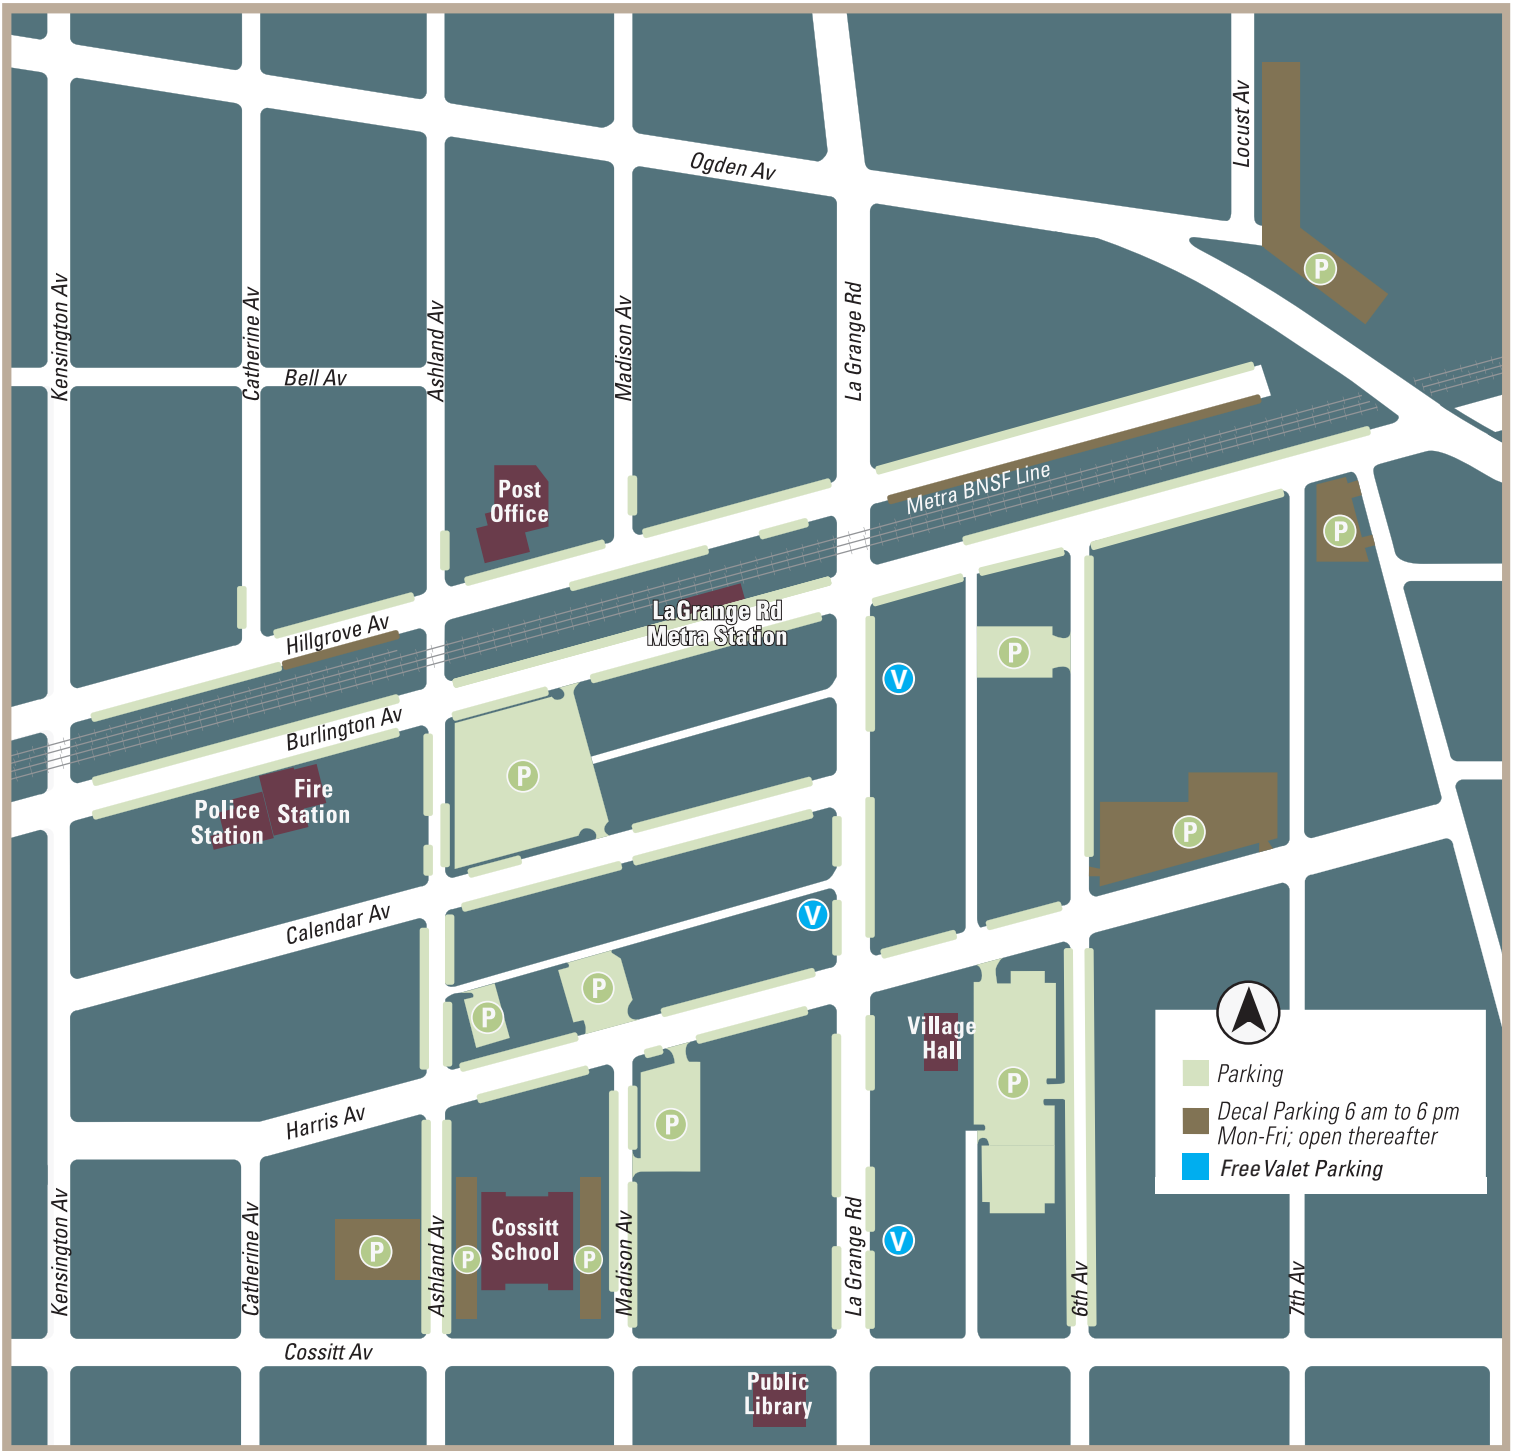 Locust Av
Ogden Av
P
Kensington Av
Catherine Av
Ashland Av
Madison Av
La Grange Rd
Bell Av
Metra BNSF Line
Post
Office
P
LaGrange Rd
Metra Station
Hillgrove Av
P
V
Burlington Av
P
Fire
Station
Police
Station
P
Calendar Av
V
P
P
Village
Hall
P
Harris Av
P
Parking
Decal Parking 6 am to 6 pm
Mon-Fri; open thereafter
Free Valet Parking
Kensington Av
Catherine Av
P
Ashland Av
P
Cossitt
School
P
Madison Av
La Grange Rd
V
6th Av
7th Av
Cossitt Av
Public
Library